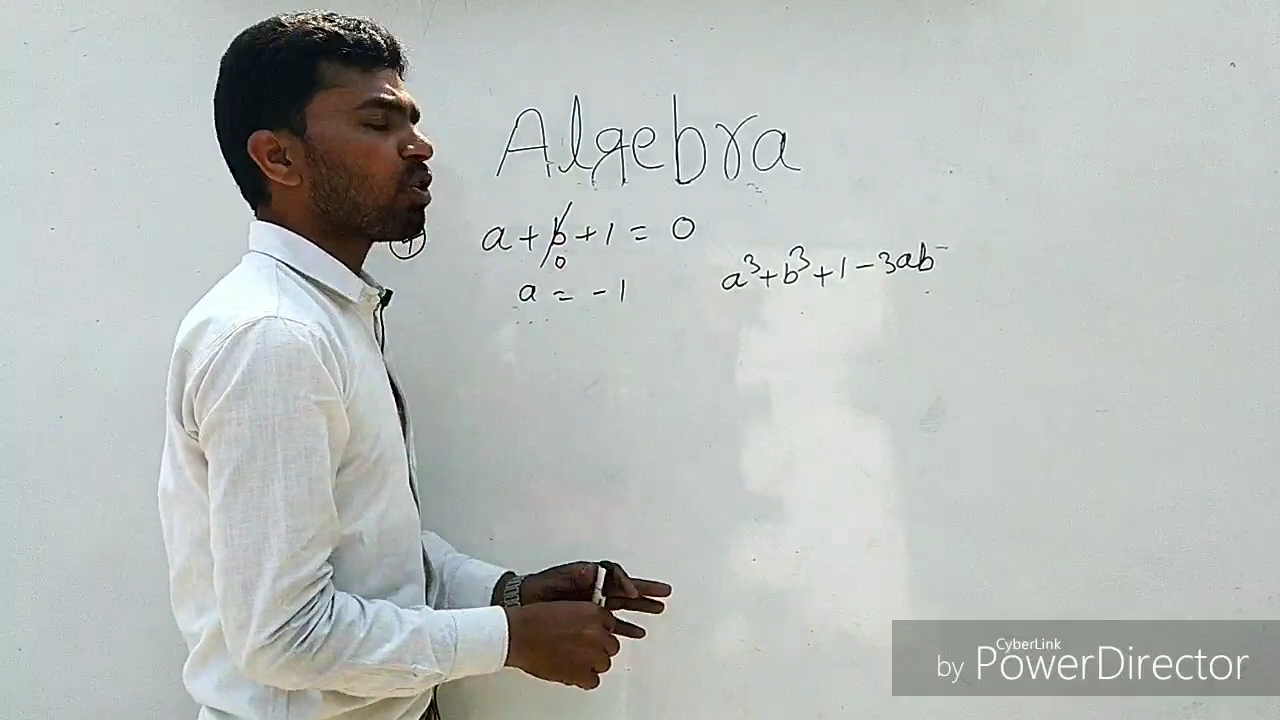 Algebra
a + b + 1 = 0
0
a = -1
a³ + b³ + 1 - 3ab
CyberLink
by PowerDirector